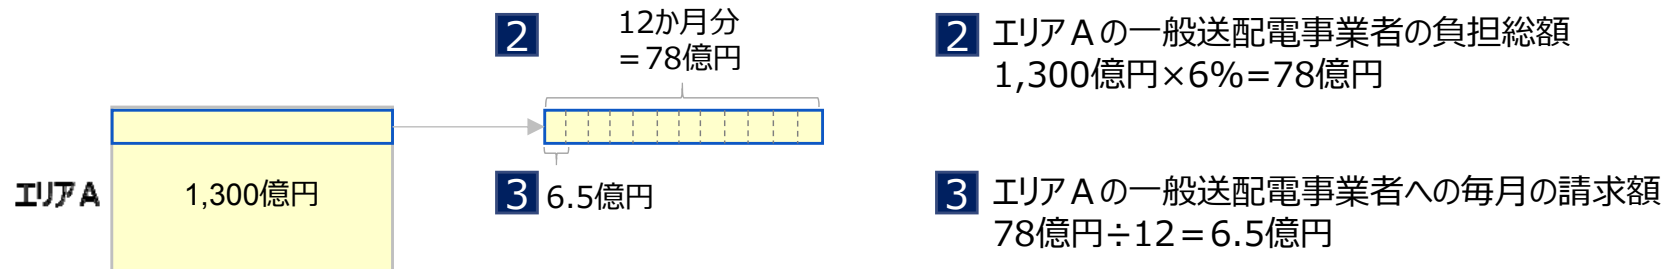 2
12か月分
＝78億円
エリアA
1,300億円
3
6.5億円
2
エリアＡの一般送配電事業者の負担総額
1,300億円×6%=78億円
3
エリアＡの一般送配電事業者への毎月の請求額
78億円÷12＝6.5億円